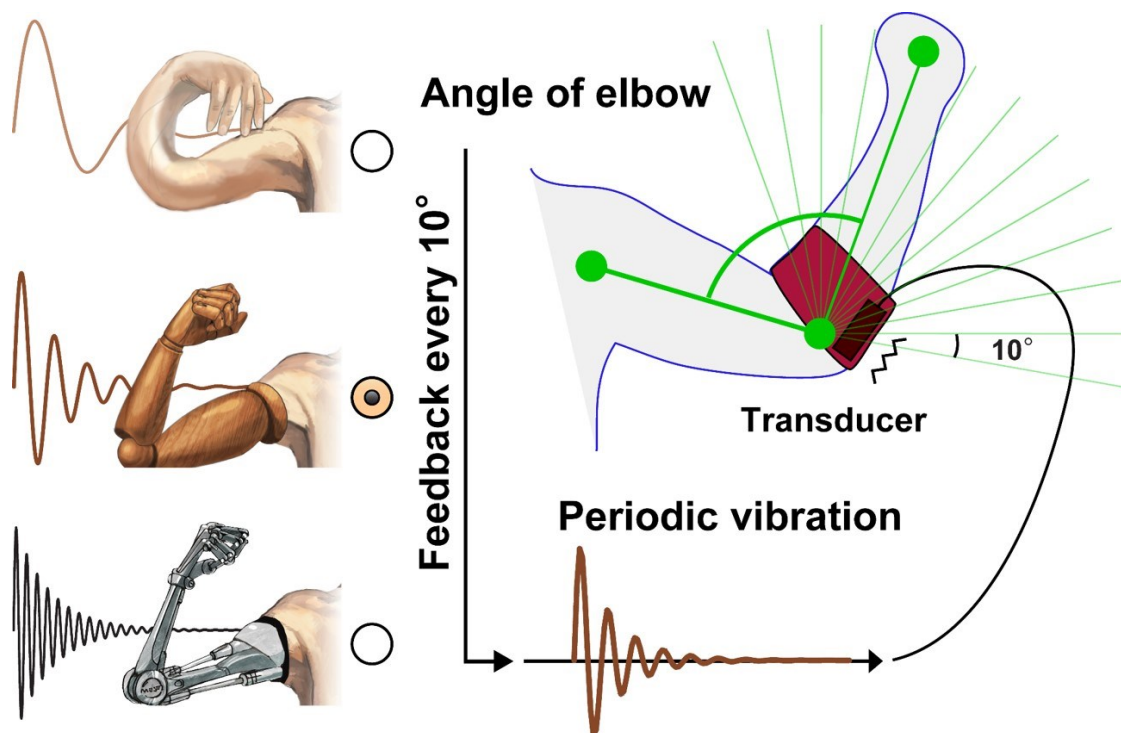 Angle of elbow
Feedback every 10°
10°
Transducer
Periodic vibration